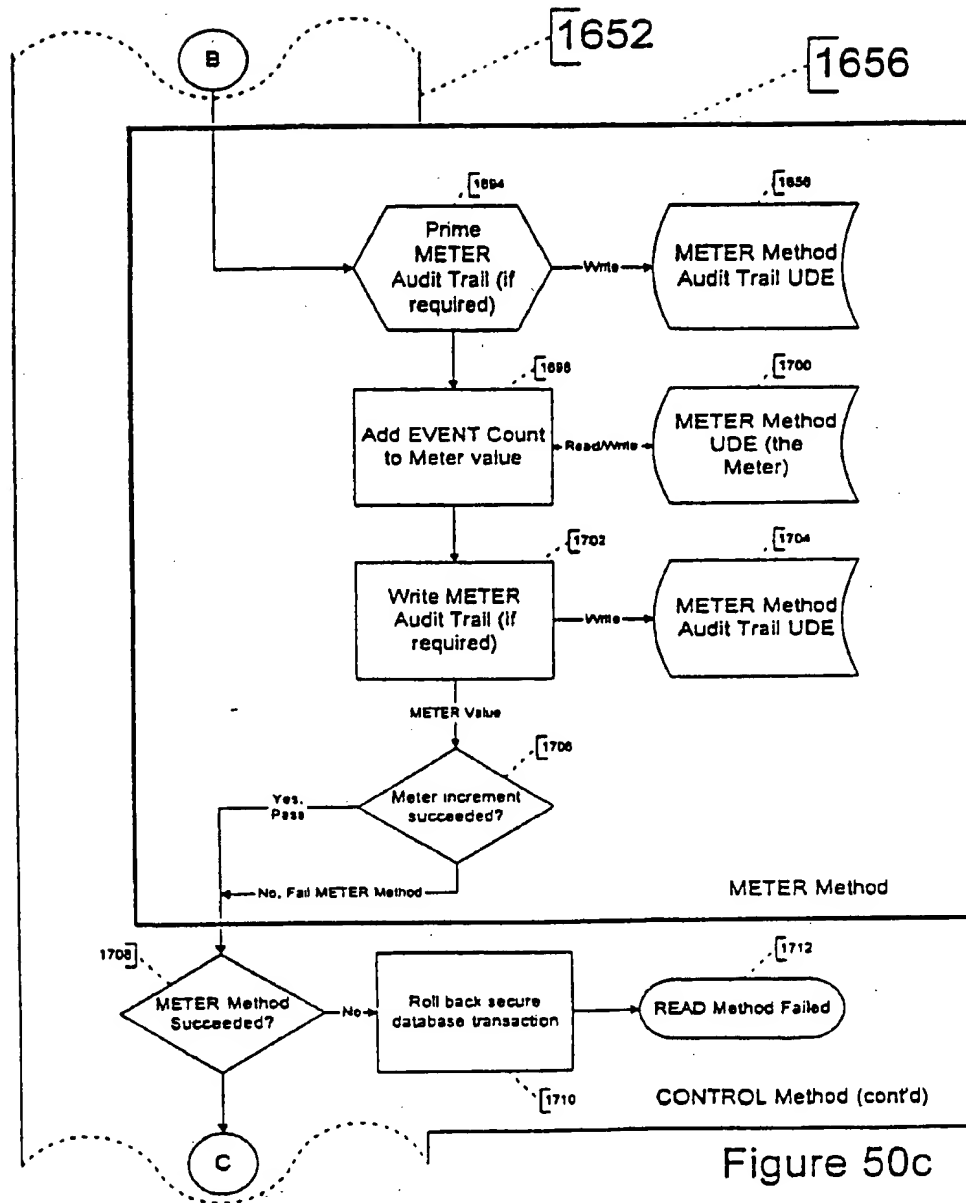 1652
B
1656
1694
1656
Prime
METER
Audit Trail (if
required)
Write
METER Method
Audit Trail UDE
1698
1700
Add EVENT Count
to Meter value
Read/Write
METER Method
UDE (the
Meter)
1702
1704
Write METER
Audit Trail (if
required)
Write
METER Method
Audit Trail UDE
METER Value
1706
Yes,
Pass
Meter increment
succeeded?
No, Fail METER Method
METER Method
1708
1712
METER Method
Succeeded?
No
Roll back secure
database transaction
READ Method Failed
1710
CONTROL Method (cont'd)
C
Figure 50c